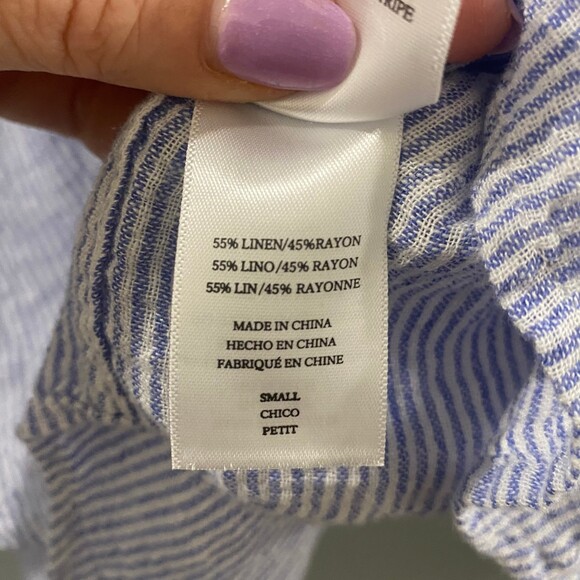 55% LINEN/45%RAYON
55% LINO/45% RAYON
55% LIN/45% RAYONNE
MADE IN CHINA
HECHO EN CHINA
FABRIQUÉ EN CHINE
SMALL
CHICO
PETIT